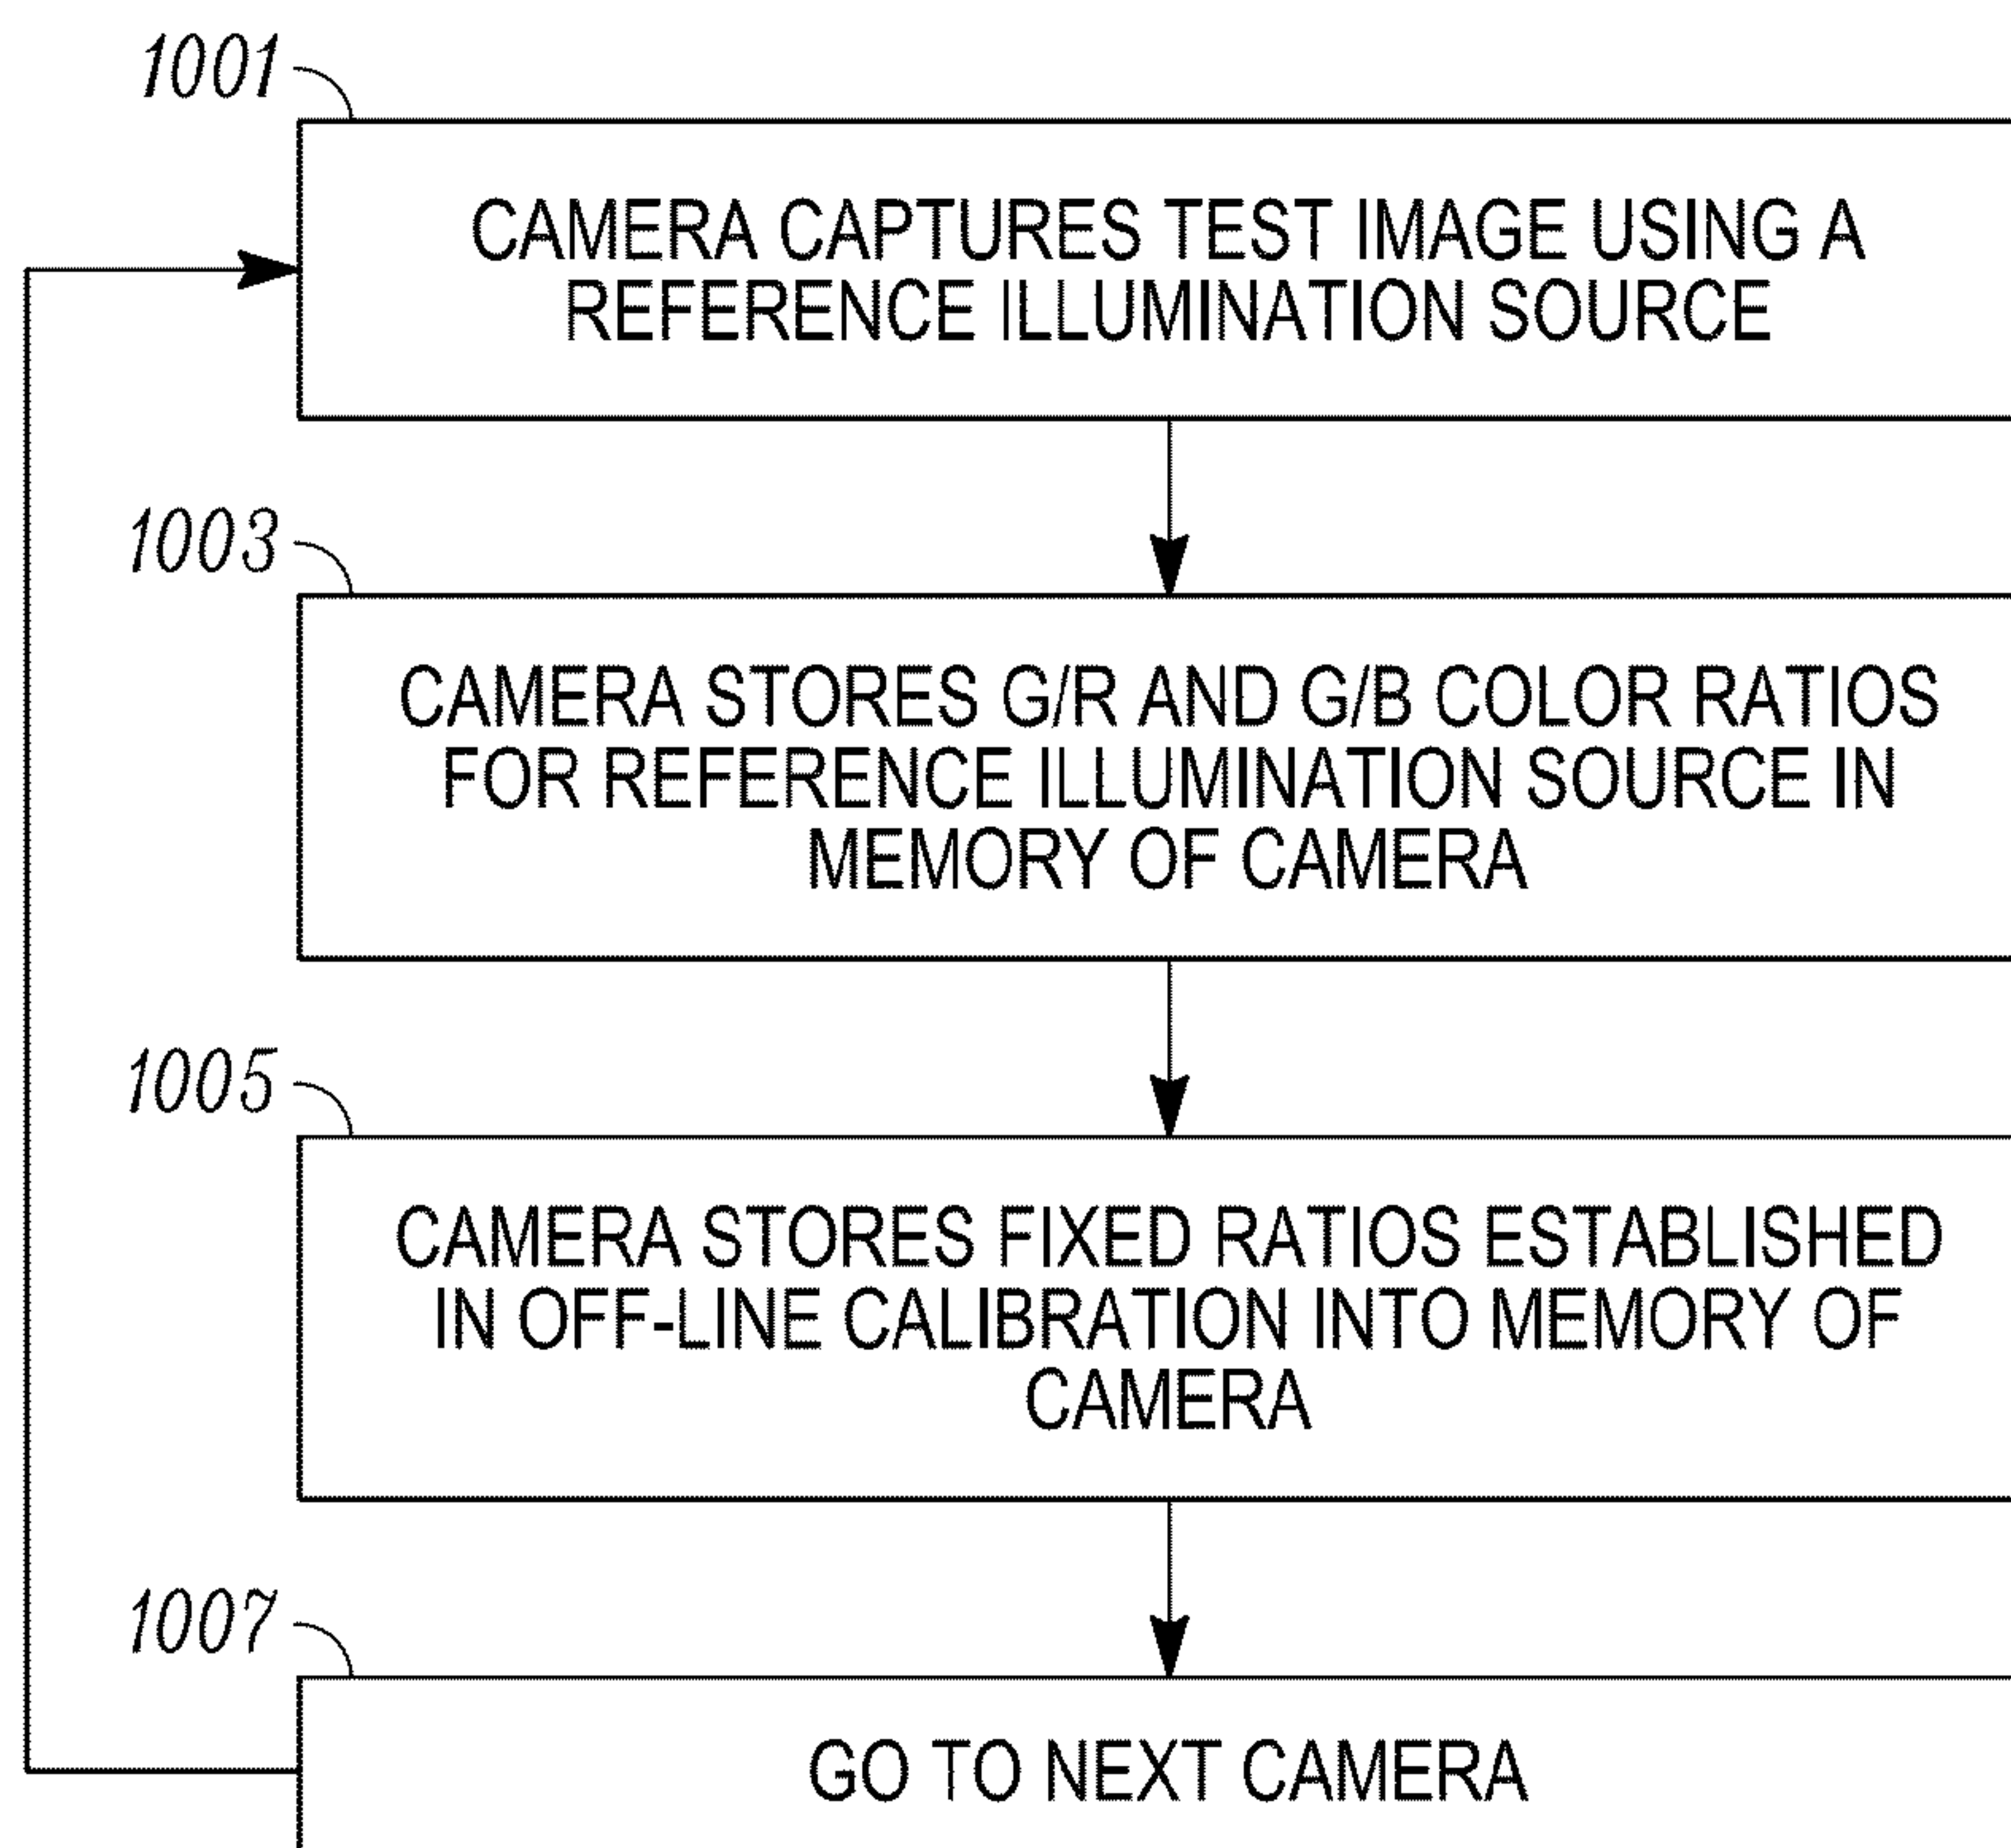 1001
CAMERA CAPTURES TEST IMAGE USING A
REFERENCE ILLUMINATION SOURCE
1003
CAMERA STORES G/R AND G/B COLOR RATIOS
FOR REFERENCE ILLUMINATION SOURCE IN
MEMORY OF CAMERA
1005
CAMERA STORES FIXED RATIOS ESTABLISHED
IN OFF-LINE CALIBRATION INTO MEMORY OF
CAMERA
1007
GO TO NEXT CAMERA